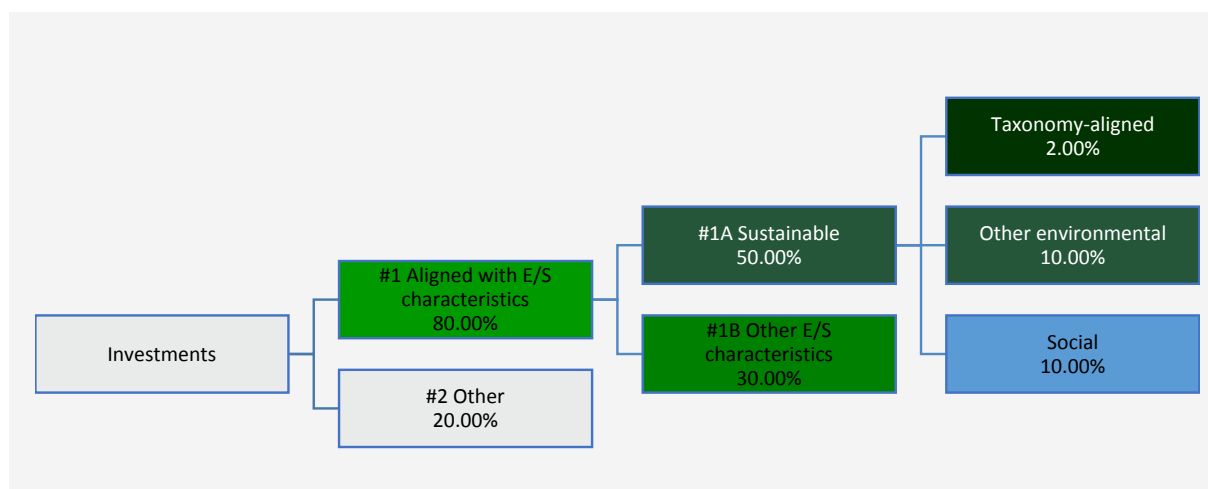 Investments
#1 Aligned with E/S
characteristics
80.00%
#2 Other
20.00%
#1A Sustainable
50.00%
#1B Other E/S
characteristics
30.00%
Taxonomy-aligned
2.00%
Other environmental
10.00%
Social
10.00%